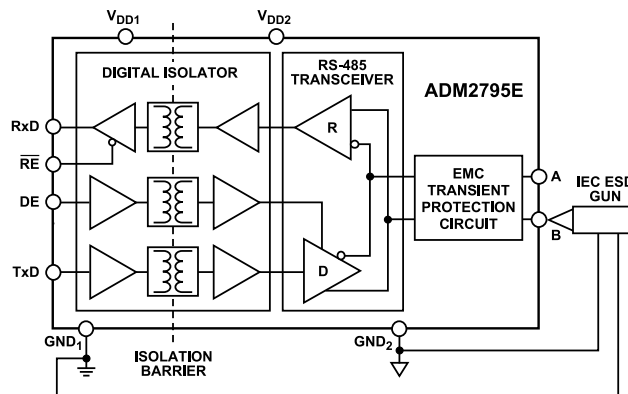 VDD1
VDD2
DIGITAL ISOLATOR
RS-485
TRANSCEIVER
ADM2795E
RxD
R
RE
EMC
TRANSIENT
PROTECTION
CIRCUIT
A
IEC ESD
GUN
DE
B
TxD
D
GND1
GND2
ISOLATION
BARRIER